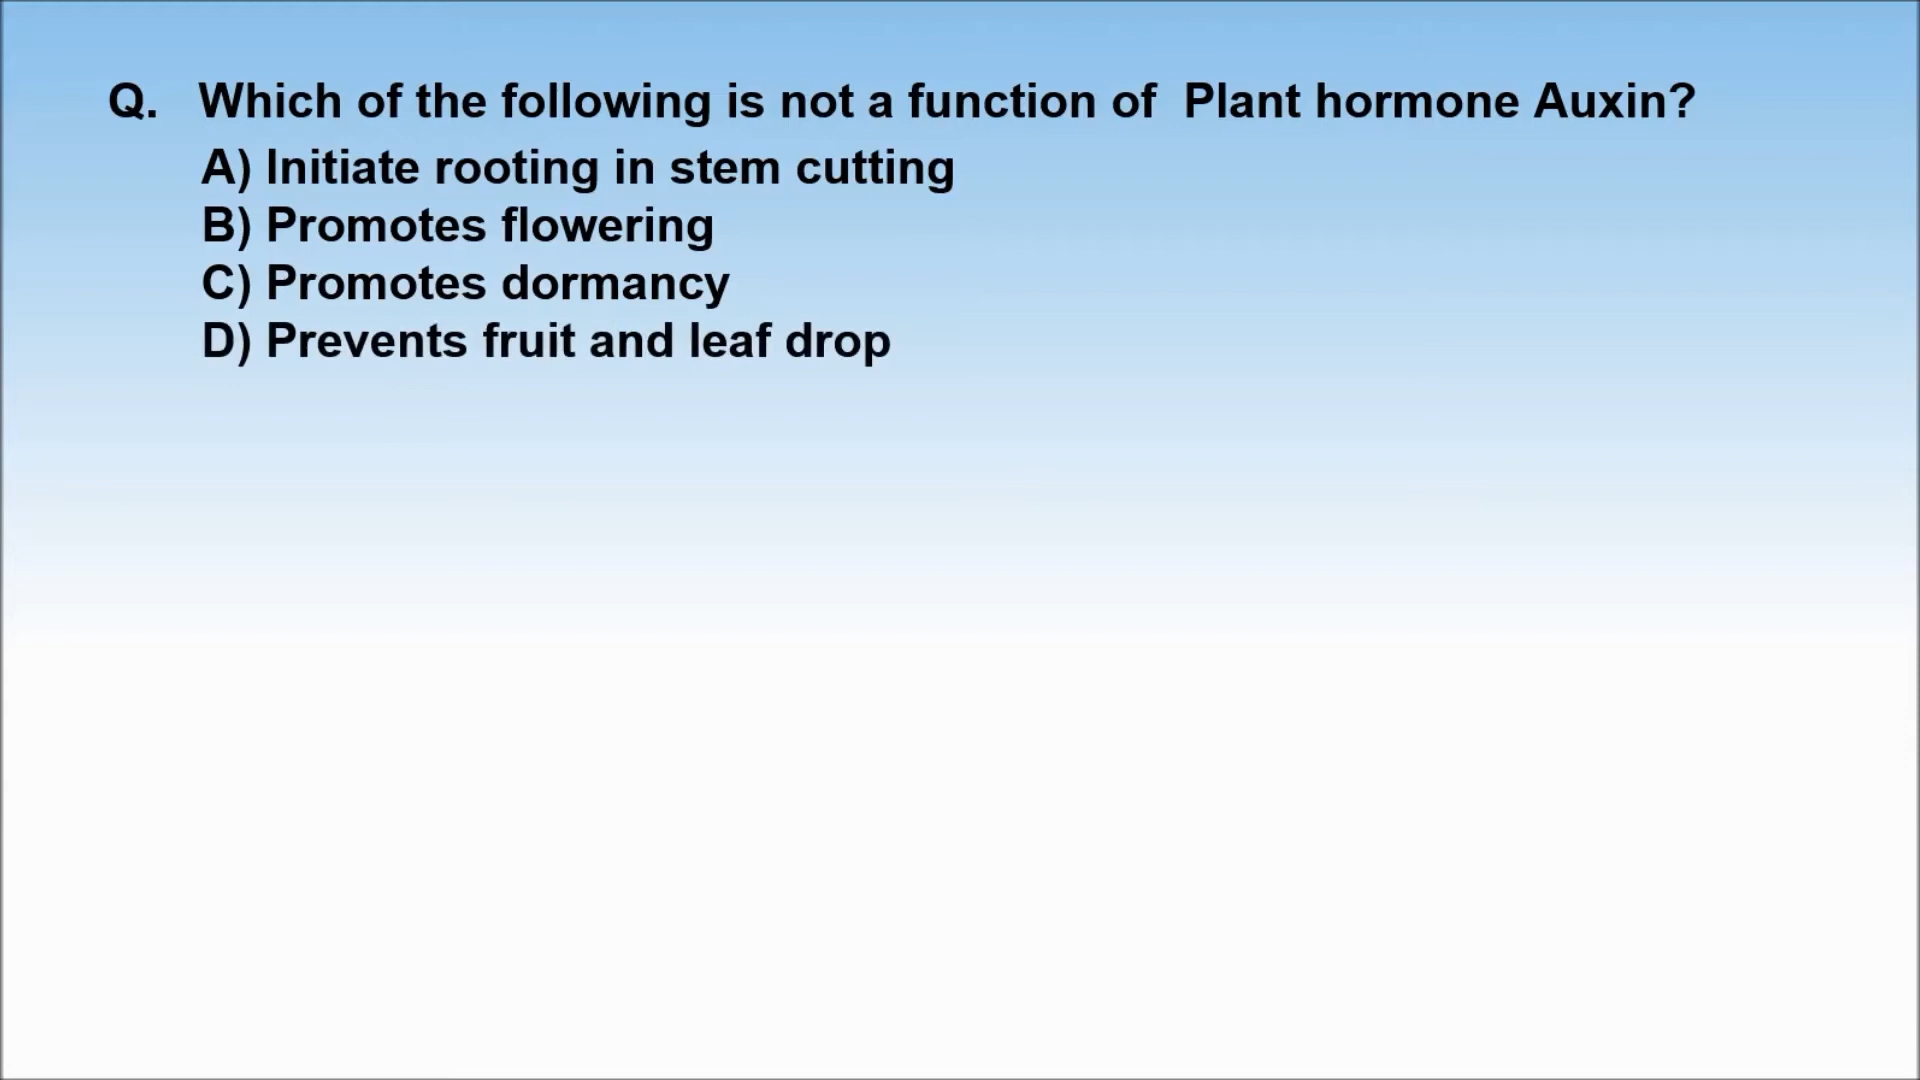 Q. Which of the following is not a function of Plant hormone Auxin?
A) Initiate rooting in stem cutting
B) Promotes flowering
C) Promotes dormancy
D) Prevents fruit and leaf drop